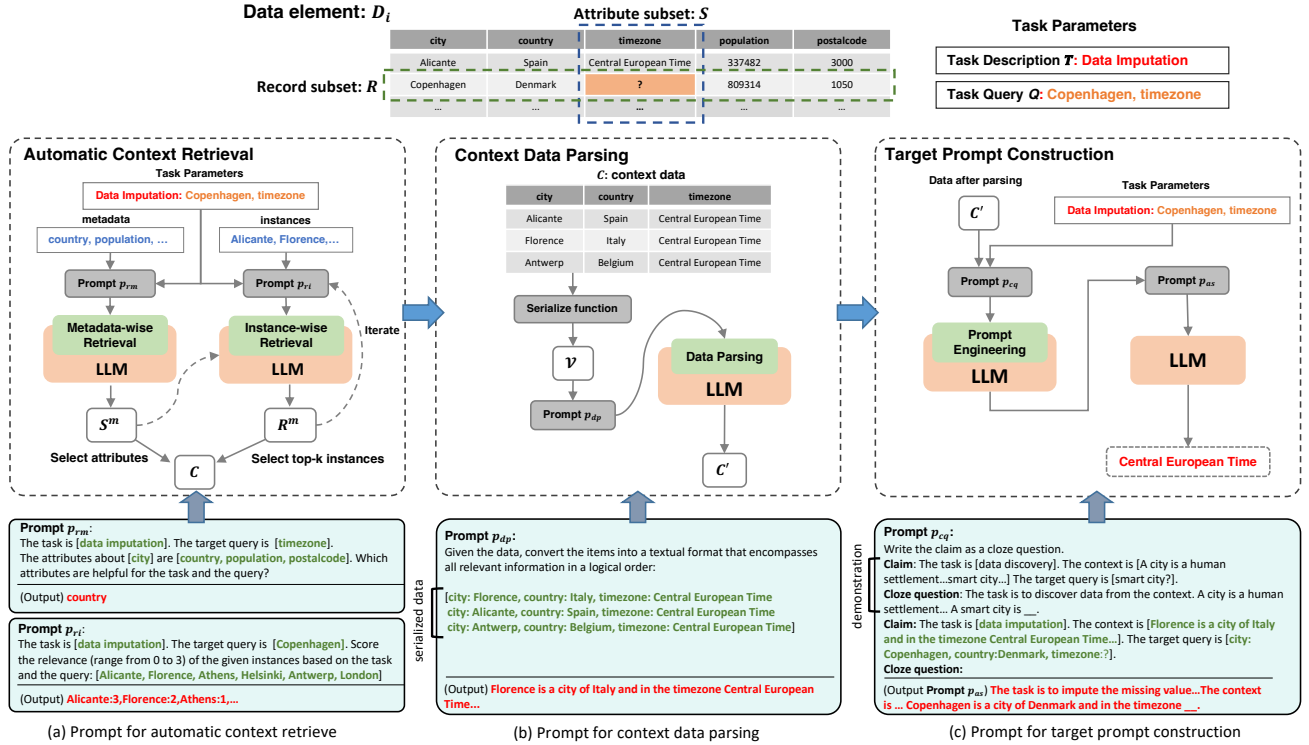 Data element: D_i
Attribute subset: S
Task Parameters
city country timezone population postalcode
Alicante Spain Central European Time 337482 3000
Record subset: R
Copenhagen Denmark ? 809314 1050
... ... ... ... ...
Task Description T: Data Imputation
Task Query Q: Copenhagen, timezone
Automatic Context Retrieval
Task Parameters
Data Imputation: Copenhagen, timezone
metadata
instances
country, population, ...
Alicante, Florence,...
Prompt p_rm
Prompt p_ri
Iterate
Metadata-wise
Retrieval
LLM
Instance-wise
Retrieval
LLM
S^m
R^m
Select attributes
Select top-k instances
C
Context Data Parsing
C: context data
city country timezone
Alicante Spain Central European Time
Florence Italy Central European Time
Antwerp Belgium Central European Time
Serialize function
V
Prompt p_dp
Data Parsing
LLM
C'
Target Prompt Construction
Data after parsing
C'
Task Parameters
Data Imputation: Copenhagen, timezone
Prompt p_cq
Prompt p_as
Prompt
Engineering
LLM
LLM
Central European Time
Prompt p_rm:
The task is [data imputation]. The target query is [timezone].
The attributes about [city] are [country, population, postalcode]. Which
attributes are helpful for the task and the query?
(Output) country
Prompt p_ri:
The task is [data imputation]. The target query is [Copenhagen]. Score
the relevance (range from 0 to 3) of the given instances based on the task
and the query: [Alicante, Florence, Athens, Helsinki, Antwerp, London]
(Output) Alicante:3,Florence:2,Athens:1,...
(a) Prompt for automatic context retrieve
serialized data
Prompt p_dp:
Given the data, convert the items into a textual format that encompasses
all relevant information in a logical order:
[city: Florence, country: Italy, timezone: Central European Time
city: Alicante, country: Spain, timezone: Central European Time
city: Antwerp, country: Belgium, timezone: Central European Time]
(Output) Florence is a city of Italy and in the timezone Central European
Time...
(b) Prompt for context data parsing
demonstration
Prompt p_cq:
Write the claim as a cloze question.
Claim: The task is [data discovery]. The context is [A city is a human
settlement...smart city...] The target query is [smart city?].
Cloze question: The task is to discover data from the context. A city is a human
settlement... A smart city is __.
Claim: The task is [data imputation]. The context is [Florence is a city of Italy
and in the timezone Central European Time...]. The target query is [city:
Copenhagen, country:Denmark, timezone:?].
Cloze question:
(Output Prompt p_as) The task is to impute the missing value...The context
is ... Copenhagen is a city of Denmark and in the timezone __.
(c) Prompt for target prompt construction